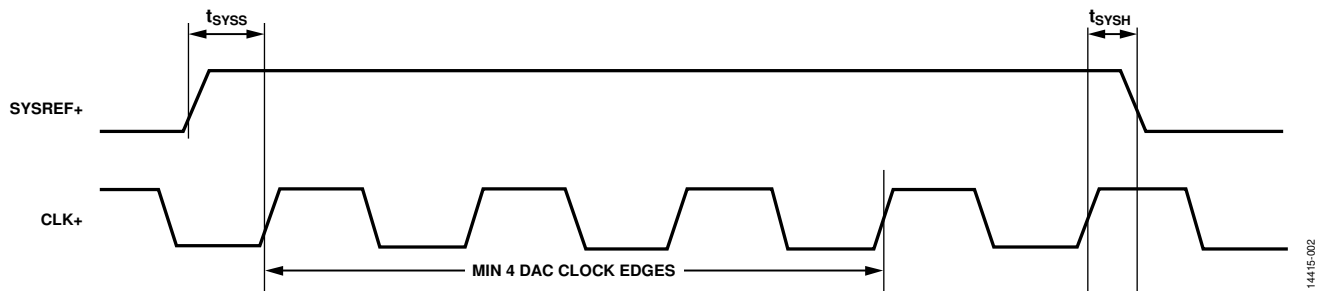 tSYSS
tSYSH
SYSREF+
CLK+
MIN 4 DAC CLOCK EDGES
14415-002